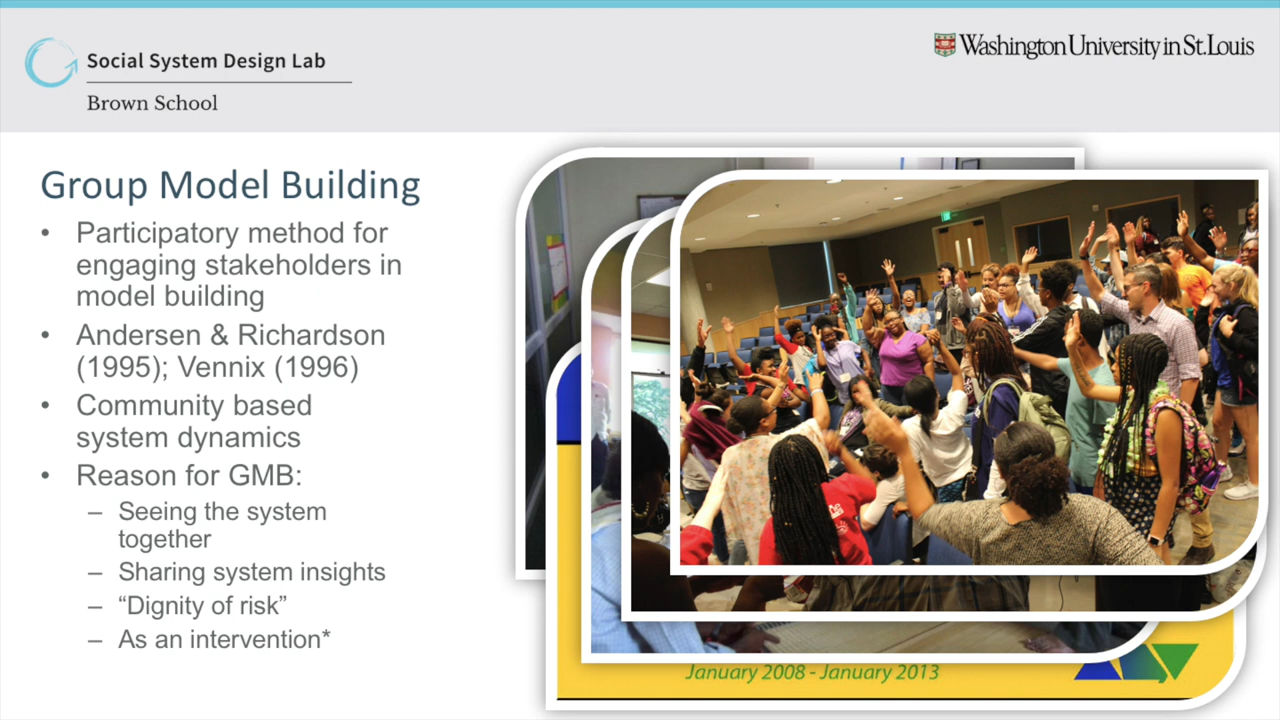 Social System Design Lab
Brown School
Washington University in St. Louis
Group Model Building
• Participatory method for
engaging stakeholders in
model building
• Andersen & Richardson
(1995); Vennix (1996)
• Community based
system dynamics
• Reason for GMB:
– Seeing the system
together
– Sharing system insights
– “Dignity of risk”
– As an intervention*
January 2008 - January 2013